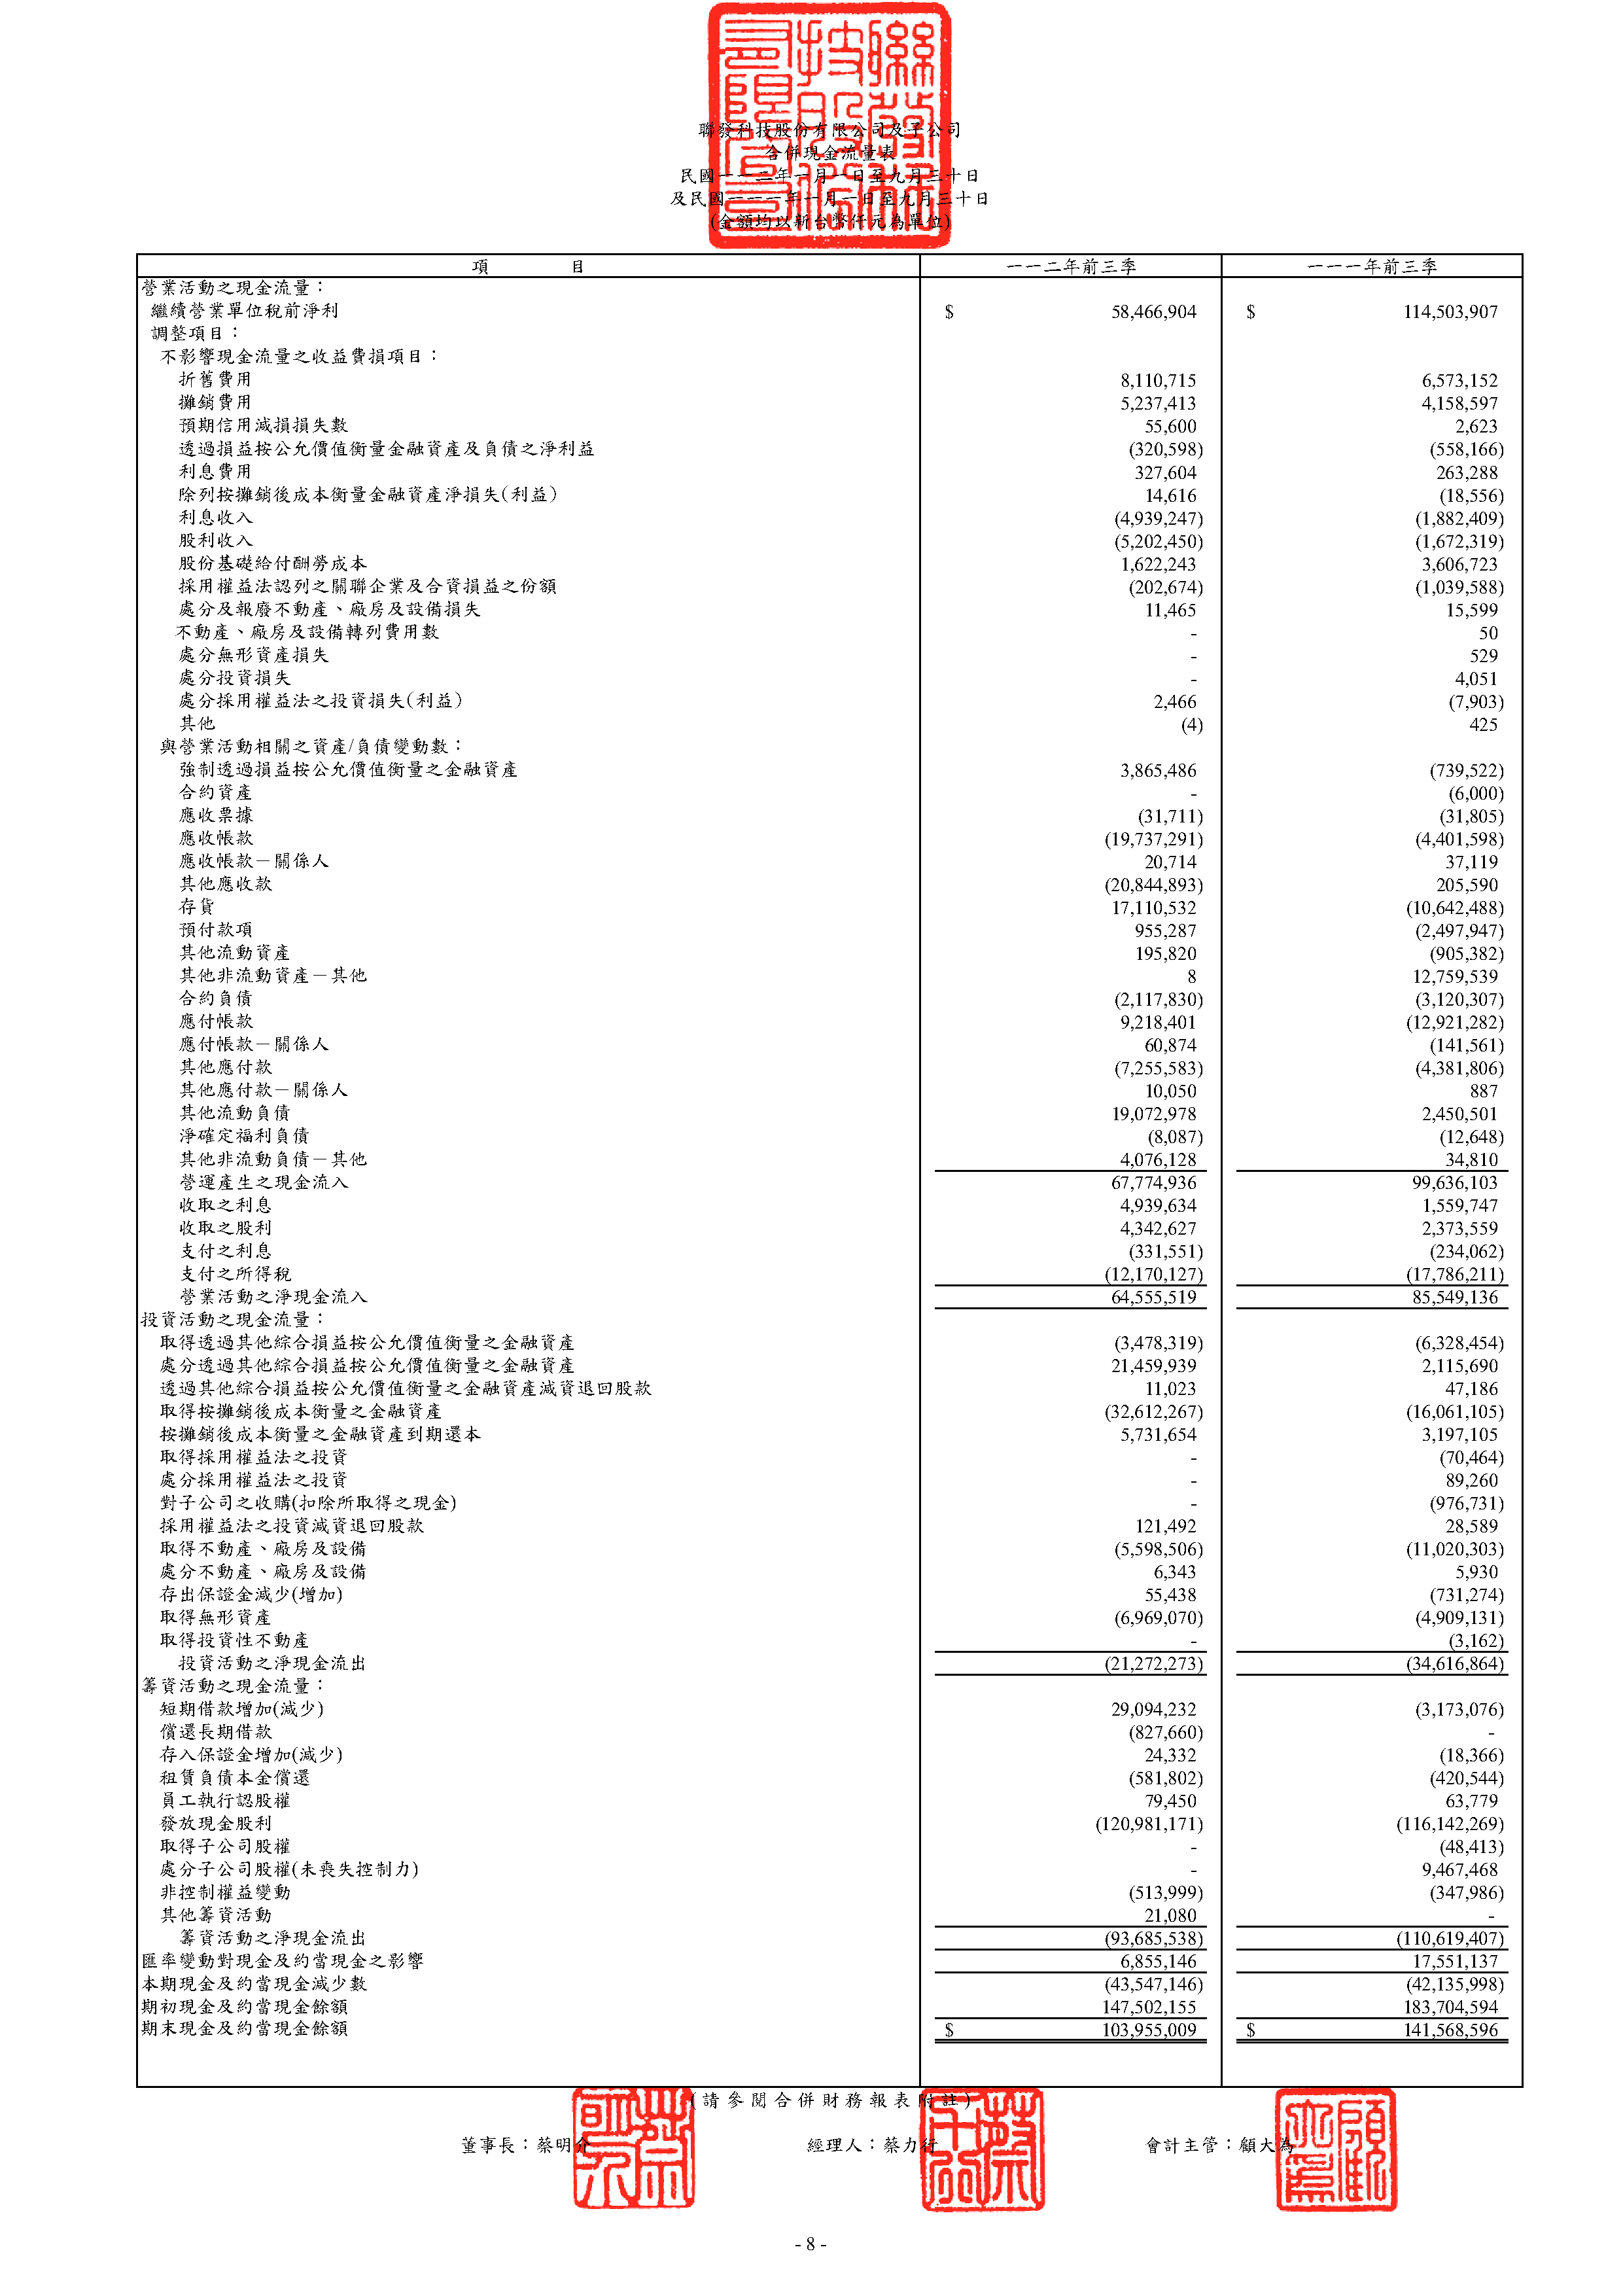 聯發科技股份有限公司及子公司
合併現金流量表
民國一一二年一月一日至九月三十日
及民國一一一年一月一日至九月三十日
(金額均以新台幣仟元為單位)
項 目 一一二年前三季 一一一年前三季
營業活動之現金流量：
繼續營業單位稅前淨利 $ 58,466,904 $ 114,503,907
調整項目：
不影響現金流量之收益費損項目：
折舊費用 8,110,715 6,573,152
攤銷費用 5,237,413 4,158,597
預期信用減損損失數 55,600 2,623
透過損益按公允價值衡量金融資產及負債之淨利益 (320,598) (558,166)
利息費用 327,604 263,288
除列按攤銷後成本衡量金融資產淨損失(利益) 14,616 (18,556)
利息收入 (4,939,247) (1,882,409)
股利收入 (5,202,450) (1,672,319)
股份基礎給付酬勞成本 1,622,243 3,606,723
採用權益法認列之關聯企業及合資損益之份額 (202,674) (1,039,588)
處分及報廢不動產、廠房及設備損失 11,465 15,599
不動產、廠房及設備轉列費用數 - 50
處分無形資產損失 - 529
處分投資損失 - 4,051
處分採用權益法之投資損失(利益) 2,466 (7,903)
其他 (4) 425
與營業活動相關之資產/負債變動數：
強制透過損益按公允價值衡量之金融資產 3,865,486 (739,522)
合約資產 - (6,000)
應收票據 (31,711) (31,805)
應收帳款 (19,737,291) (4,401,598)
應收帳款－關係人 20,714 37,119
其他應收款 (20,844,893) 205,590
存貨 17,110,532 (10,642,488)
預付款項 955,287 (2,497,947)
其他流動資產 195,820 (905,382)
其他非流動資產－其他 8 12,759,539
合約負債 (2,117,830) (3,120,307)
應付帳款 9,218,401 (12,921,282)
應付帳款－關係人 60,874 (141,561)
其他應付款 (7,255,583) (4,381,806)
其他應付款－關係人 10,050 887
其他流動負債 19,072,978 2,450,501
淨確定福利負債 (8,087) (12,648)
其他非流動負債－其他 4,076,128 34,810
營運產生之現金流入 67,774,936 99,636,103
收取之利息 4,939,634 1,559,747
收取之股利 4,342,627 2,373,559
支付之利息 (331,551) (234,062)
支付之所得稅 (12,170,127) (17,786,211)
營業活動之淨現金流入 64,555,519 85,549,136
投資活動之現金流量：
取得透過其他綜合損益按公允價值衡量之金融資產 (3,478,319) (6,328,454)
處分透過其他綜合損益按公允價值衡量之金融資產 21,459,939 2,115,690
透過其他綜合損益按公允價值衡量之金融資產減資退回股款 11,023 47,186
取得按攤銷後成本衡量之金融資產 (32,612,267) (16,061,105)
按攤銷後成本衡量之金融資產到期還本 5,731,654 3,197,105
取得採用權益法之投資 - (70,464)
處分採用權益法之投資 - 89,260
對子公司之收購(扣除所取得之現金) - (976,731)
採用權益法之投資減資退回股款 121,492 28,589
取得不動產、廠房及設備 (5,598,506) (11,020,303)
處分不動產、廠房及設備 6,343 5,930
存出保證金減少(增加) 55,438 (731,274)
取得無形資產 (6,969,070) (4,909,131)
取得投資性不動產 - (3,162)
投資活動之淨現金流出 (21,272,273) (34,616,864)
籌資活動之現金流量：
短期借款增加(減少) 29,094,232 (3,173,076)
償還長期借款 (827,660) -
存入保證金增加(減少) 24,332 (18,366)
租賃負債本金償還 (581,802) (420,544)
員工執行認股權 79,450 63,779
發放現金股利 (120,981,171) (116,142,269)
取得子公司股權 - (48,413)
處分子公司股權(未喪失控制力) - 9,467,468
非控制權益變動 (513,999) (347,986)
其他籌資活動 21,080 -
籌資活動之淨現金流出 (93,685,538) (110,619,407)
匯率變動對現金及約當現金之影響 6,855,146 17,551,137
本期現金及約當現金減少數 (43,547,146) (42,135,998)
期初現金及約當現金餘額 147,502,155 183,704,594
期末現金及約當現金餘額 $ 103,955,009 $ 141,568,596
(請參閱合併財務報表附註)
董事長：蔡明介 經理人：蔡力行 會計主管：顧大為
- 8 -